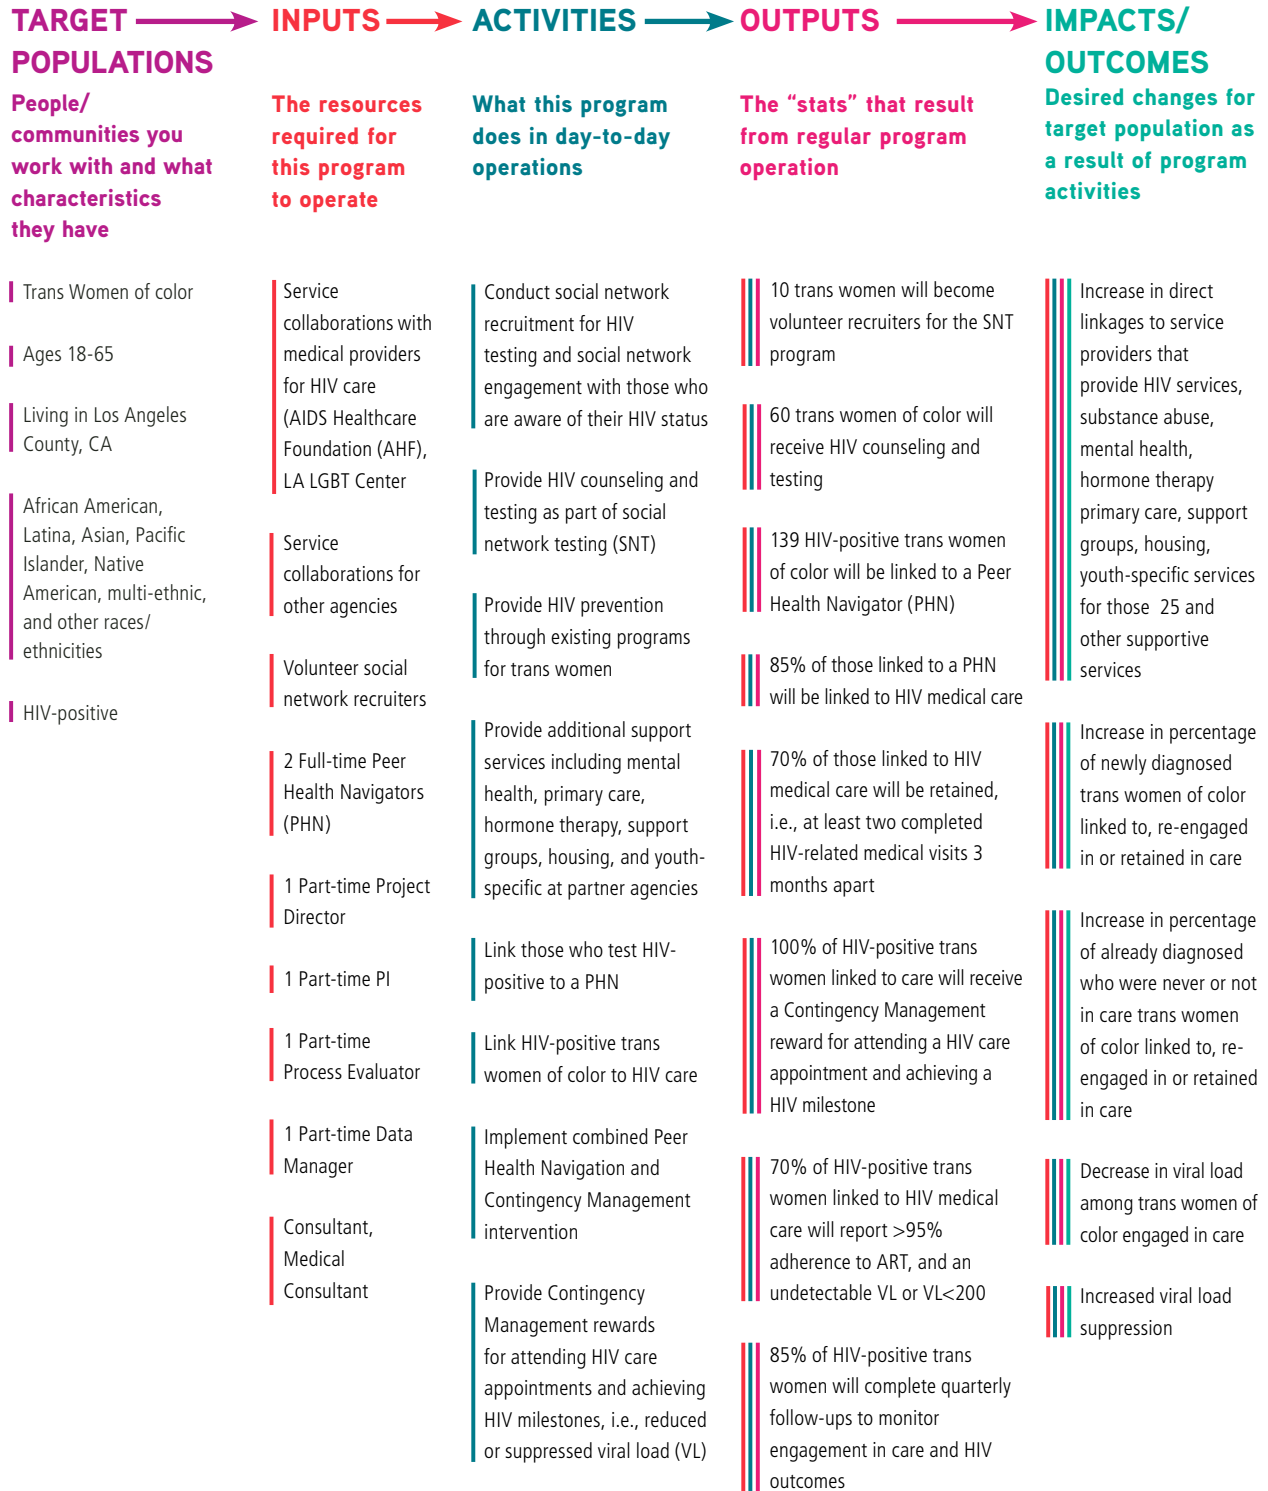 TARGET
POPULATIONS
People/
communities you
work with and what
characteristics
they have
Trans Women of color
Ages 18-65
Living in Los Angeles
County, CA
African American,
Latina, Asian, Pacific
Islander, Native
American, multi-ethnic,
and other races/
ethnicities
HIV-positive
INPUTS
The resources
required for
this program
to operate
Service
collaborations with
medical providers
for HIV care
(AIDS Healthcare
Foundation (AHF),
LA LGBT Center
Service
collaborations for
other agencies
Volunteer social
network recruiters
2 Full-time Peer
Health Navigators
(PHN)
1 Part-time Project
Director
1 Part-time PI
1 Part-time
Process Evaluator
1 Part-time Data
Manager
Consultant,
Medical
Consultant
ACTIVITIES
What this program
does in day-to-day
operations
Conduct social network
recruitment for HIV
testing and social network
engagement with those who
are aware of their HIV status
Provide HIV counseling and
testing as part of social
network testing (SNT)
Provide HIV prevention
through existing programs
for trans women
Provide additional support
services including mental
health, primary care,
hormone therapy, support
groups, housing, and youth-
specific at partner agencies
Link those who test HIV-
positive to a PHN
Link HIV-positive trans
women of color to HIV care
Implement combined Peer
Health Navigation and
Contingency Management
intervention
Provide Contingency
Management rewards
for attending HIV care
appointments and achieving
HIV milestones, i.e., reduced
or suppressed viral load (VL)
OUTPUTS
The “stats” that result
from regular program
operation
10 trans women will become
volunteer recruiters for the SNT
program
60 trans women of color will
receive HIV counseling and
testing
139 HIV-positive trans women
of color will be linked to a Peer
Health Navigator (PHN)
85% of those linked to a PHN
will be linked to HIV medical care
70% of those linked to HIV
medical care will be retained,
i.e., at least two completed
HIV-related medical visits 3
months apart
100% of HIV-positive trans
women linked to care will receive
a Contingency Management
reward for attending a HIV care
appointment and achieving a
HIV milestone
70% of HIV-positive trans
women linked to HIV medical
care will report >95%
adherence to ART, and an
undetectable VL or VL<200
85% of HIV-positive trans
women will complete quarterly
follow-ups to monitor
engagement in care and HIV
outcomes
IMPACTS/
OUTCOMES
Desired changes for
target population as
a result of program
activities
Increase in direct
linkages to service
providers that
provide HIV services,
substance abuse,
mental health,
hormone therapy
primary care, support
groups, housing,
youth-specific services
for those 25 and
other supportive
services
Increase in percentage
of newly diagnosed
trans women of color
linked to, re-engaged
in or retained in care
Increase in percentage
of already diagnosed
who were never or not
in care trans women
of color linked to, re-
engaged in or retained
in care
Decrease in viral load
among trans women of
color engaged in care
Increased viral load
suppression